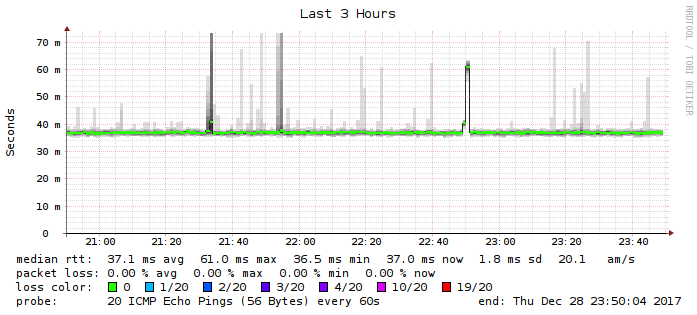 Last 3 Hours
RRDTOOL / TOBI OETIKER
Seconds
70 m
60 m
50 m
40 m
30 m
20 m
10 m
0
21:00 21:20 21:40 22:00 22:20 22:40 23:00 23:20 23:40
median rtt: 37.1 ms avg 61.0 ms max 36.5 ms min 37.0 ms now 1.8 ms sd 20.1 am/s
packet loss: 0.00 % avg 0.00 % max 0.00 % min 0.00 % now
loss color: 0 1/20 2/20 3/20 4/20 10/20 19/20
probe: 20 ICMP Echo Pings (56 Bytes) every 60s end: Thu Dec 28 23:50:04 2017